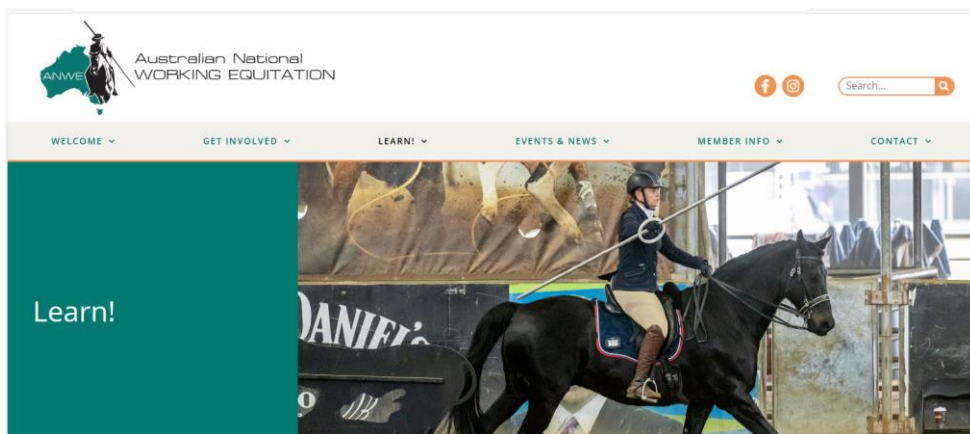 ANWE
Australian National
WORKING EQUITATION
Search...
WELCOME
GET INVOLVED
LEARN!
EVENTS & NEWS
MEMBER INFO
CONTACT
Learn!
DANIEL'S